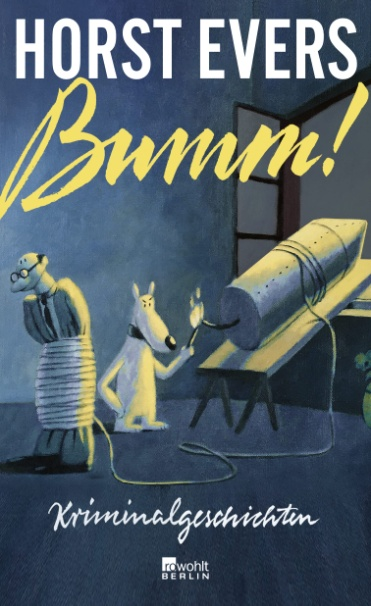 HORST EVERS
Bumm!
Kriminalgeschichten
rowohlt
BERLIN